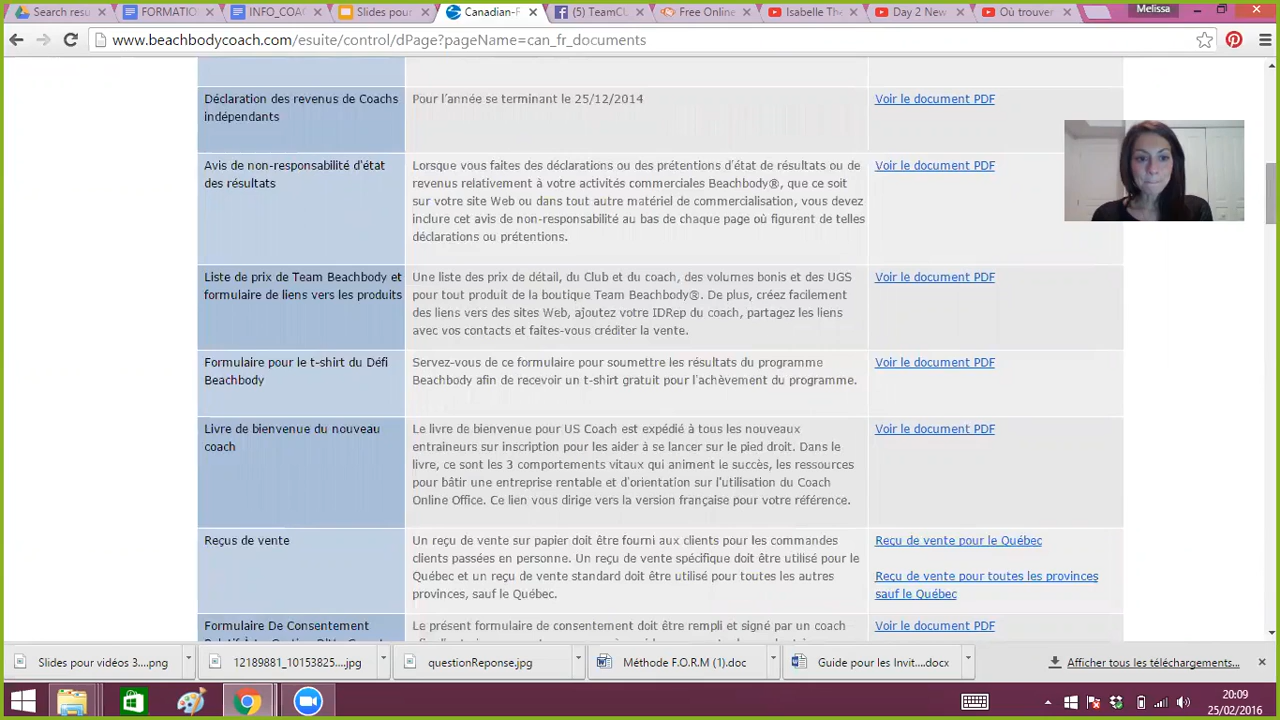 Search resu
FORMATIO
INFO_COA
Slides pou
Canadian-F
(5) TeamCL
Free Online
Isabelle The
Day 2 New
Où trouver
Melissa
www.beachbodycoach.com/esuite/control/dPage?pageName=can_fr_documents
Déclaration des revenus de Coachs
indépendants
Pour l'année se terminant le 25/12/2014
Voir le document PDF
Avis de non-responsabilité d'état
des résultats
Lorsque vous faites des déclarations ou des prétentions d'état de résultats ou de
revenus relativement à votre activités commerciales Beachbody®, que ce soit
sur votre site Web ou dans tout autre matériel de commercialisation, vous devez
inclure cet avis de non-responsabilité au bas de chaque page où figurent de telles
déclarations ou prétentions.
Voir le document PDF
Liste de prix de Team Beachbody et
formulaire de liens vers les produits
Une liste des prix de détail, du Club et du coach, des volumes bonis et des UGS
pour tout produit de la boutique Team Beachbody®. De plus, créez facilement
des liens vers des sites Web, ajoutez votre IDRep du coach, partagez les liens
avec vos contacts et faites-vous créditer la vente.
Voir le document PDF
Formulaire pour le t-shirt du Défi
Beachbody
Servez-vous de ce formulaire pour soumettre les résultats du programme
Beachbody afin de recevoir un t-shirt gratuit pour l'achèvement du programme.
Voir le document PDF
Livre de bienvenue du nouveau
coach
Le livre de bienvenue pour US Coach est expédié à tous les nouveaux
entraineurs sur inscription pour les aider à se lancer sur le pied droit. Dans le
livre, ce sont les 3 comportements vitaux qui animent le succès, les ressources
pour bâtir une entreprise rentable et d'orientation sur l'utilisation du Coach
Online Office. Ce lien vous dirige vers la version française pour votre référence.
Voir le document PDF
Reçus de vente
Un reçu de vente sur papier doit être fourni aux clients pour les commandes
clients passées en personne. Un reçu de vente spécifique doit être utilisé pour le
Québec et un reçu de vente standard doit être utilisé pour toutes les autres
provinces, sauf le Québec.
Reçu de vente pour le Québec
Reçu de vente pour toutes les provinces
sauf le Québec
Formulaire De Consentement
Le présent formulaire de consentement doit être rempli et signé par un coach
Voir le document PDF
Slides pour vidéos 3....png
12189881_10153825....jpg
questionReponse.jpg
Méthode F.O.R.M (1).doc
Guide pour les Invit....docx
Afficher tous les téléchargements...
20:09
25/02/2016